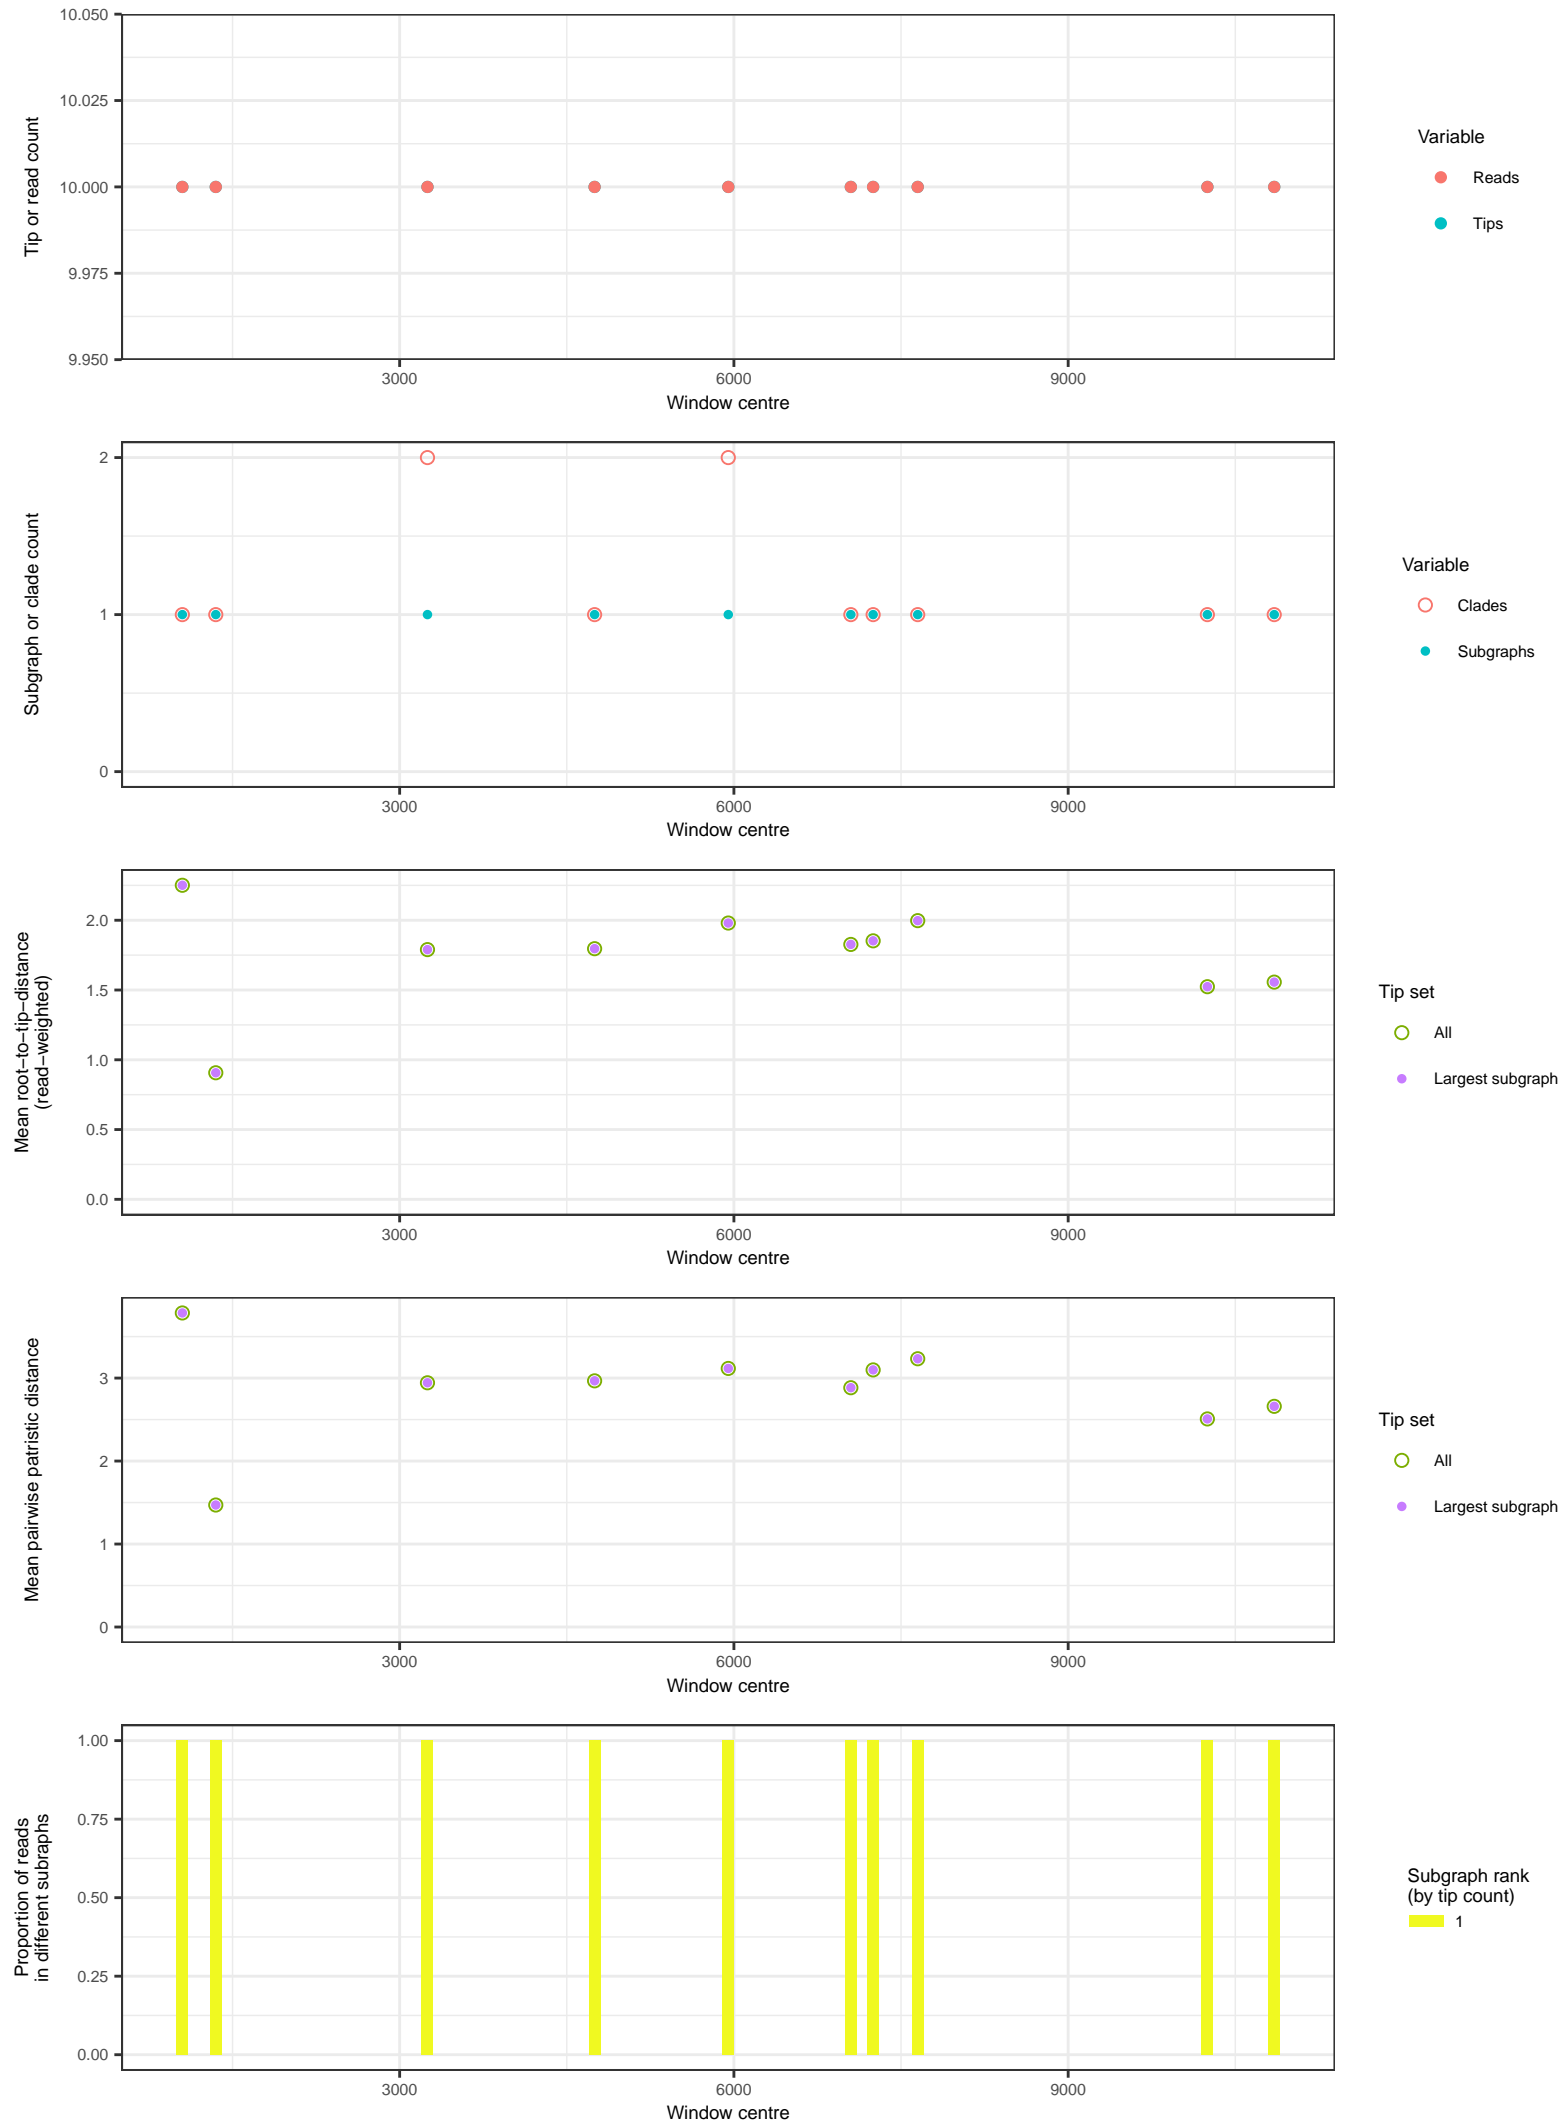 Tip or read count
10.050
10.025
10.000
9.975
9.950
3000
6000
9000
Window centre
Variable
Reads
Tips
Subgraph or clade count
2
1
0
3000
6000
9000
Window centre
Variable
Clades
Subgraphs
Mean root−to−tip−distance
(read−weighted)
2.0
1.5
1.0
0.5
0.0
3000
6000
9000
Window centre
Tip set
All
Largest subgraph
Mean pairwise patristic distance
3
2
1
0
3000
6000
9000
Window centre
Tip set
All
Largest subgraph
Proportion of reads
in different subraphs
1.00
0.75
0.50
0.25
0.00
3000
6000
9000
Window centre
Subgraph rank
(by tip count)
1